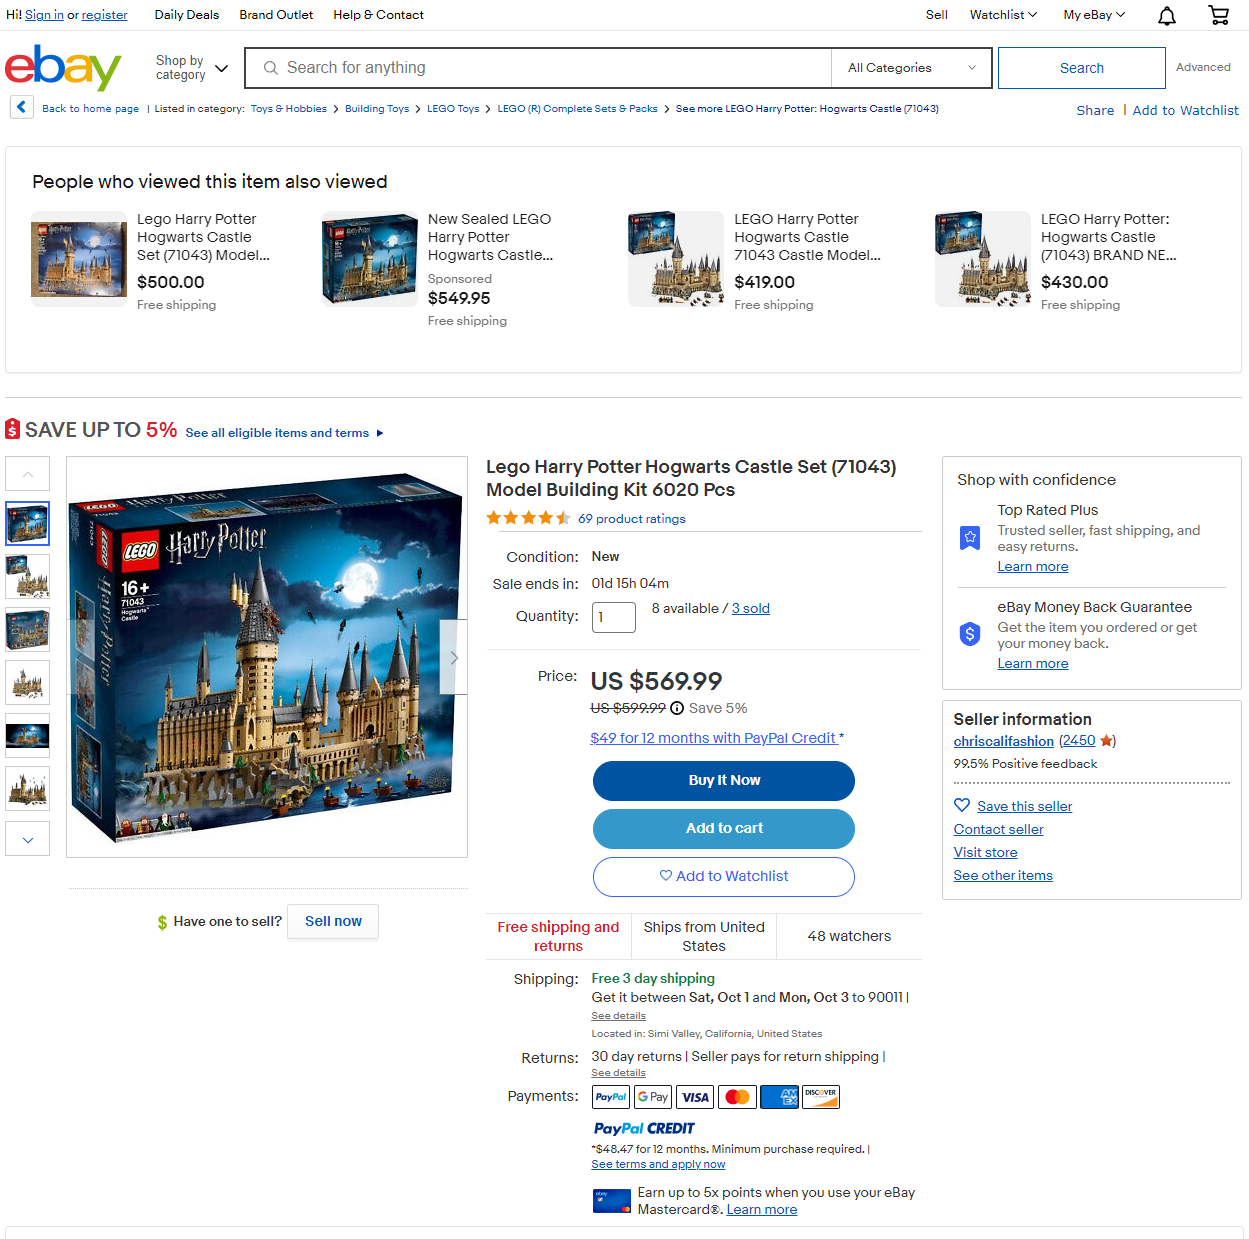 Hi! Sign in or register Daily Deals Brand Outlet Help & Contact Sell Watchlist My eBay
ebay
Shop by category
Search for anything
All Categories
Search
Advanced
Back to home page | Listed in category: Toys & Hobbies > Building Toys > LEGO Toys > LEGO (R) Complete Sets & Packs > See more LEGO Harry Potter: Hogwarts Castle (71043)
Share | Add to Watchlist
People who viewed this item also viewed
Lego Harry Potter
Hogwarts Castle
Set (71043) Model...
$500.00
Free shipping
New Sealed LEGO
Harry Potter
Hogwarts Castle...
Sponsored
$549.95
Free shipping
LEGO Harry Potter
Hogwarts Castle
71043 Castle Model...
$419.00
Free shipping
LEGO Harry Potter:
Hogwarts Castle
(71043) BRAND NE...
$430.00
Free shipping
SAVE UP TO 5% See all eligible items and terms
LEGO Harry Potter
16+
71043
Hogwarts™
Castle
Have one to sell? Sell now
Lego Harry Potter Hogwarts Castle Set (71043)
Model Building Kit 6020 Pcs
69 product ratings
Condition: New
Sale ends in: 01d 15h 04m
Quantity: 1 8 available / 3 sold
Price: US $569.99
US $599.99 Save 5%
$49 for 12 months with PayPal Credit *
Buy It Now
Add to cart
Add to Watchlist
Free shipping and
returns
Ships from United
States
48 watchers
Shipping: Free 3 day shipping
Get it between Sat, Oct 1 and Mon, Oct 3 to 90011 |
See details
Located in: Simi Valley, California, United States
Returns: 30 day returns | Seller pays for return shipping |
See details
Payments: PayPal G Pay VISA AMEX DISCOVER
PayPal CREDIT
*$48.47 for 12 months. Minimum purchase required. |
See terms and apply now
Earn up to 5x points when you use your eBay
Mastercard®. Learn more
Shop with confidence
Top Rated Plus
Trusted seller, fast shipping, and
easy returns.
Learn more
eBay Money Back Guarantee
Get the item you ordered or get
your money back.
Learn more
Seller information
chriscalifashion (2450)
99.5% Positive feedback
Save this seller
Contact seller
Visit store
See other items